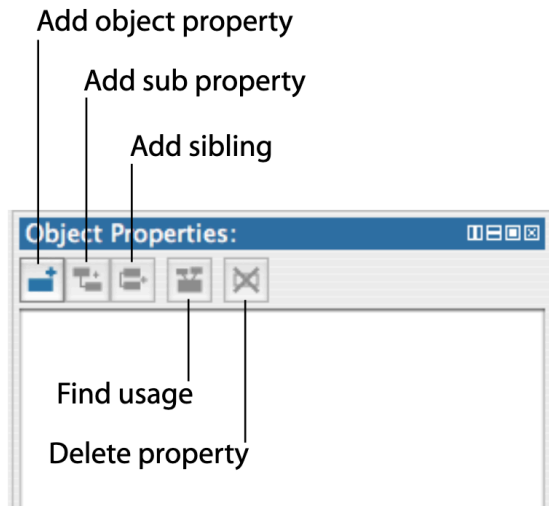 Add object property
Add sub property
Add sibling
Object Properties:
Find usage
Delete property